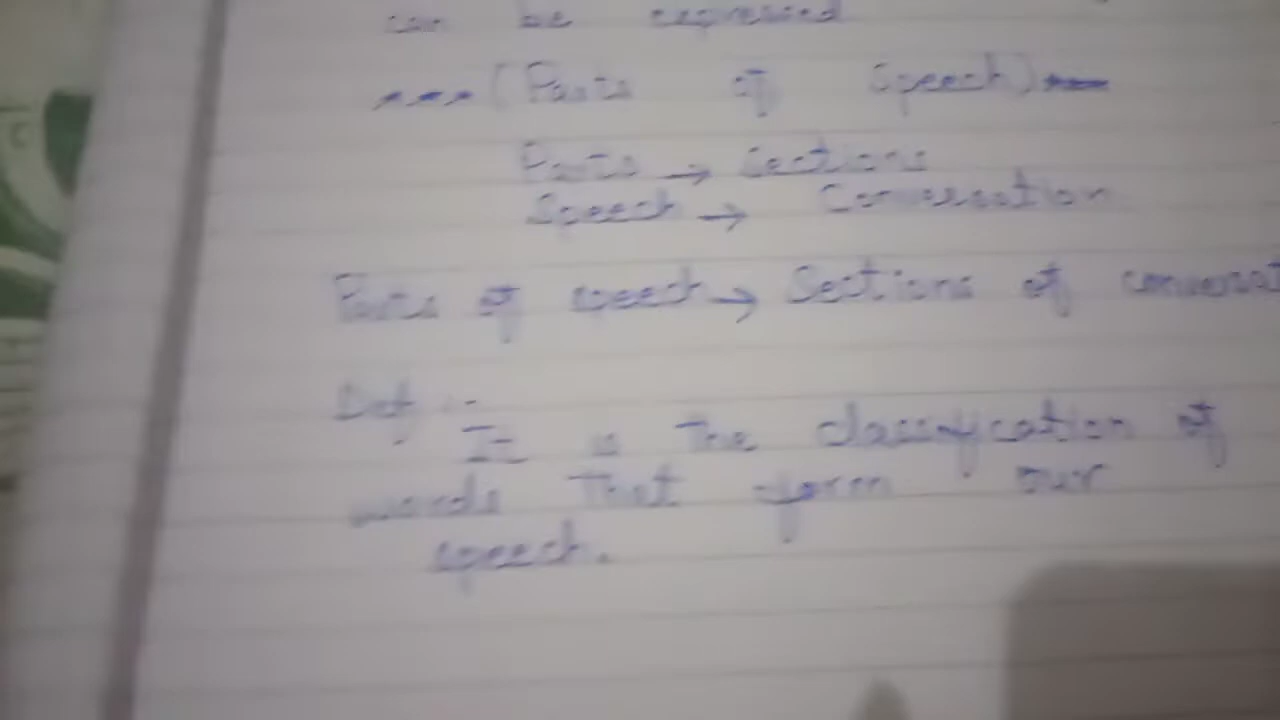 can be expressed
(Parts of speech)
Parts → Sections
Speech → Conversation
Parts of speech → Sections of conversat
Def :-
It is the classification of
words that form our
speech.